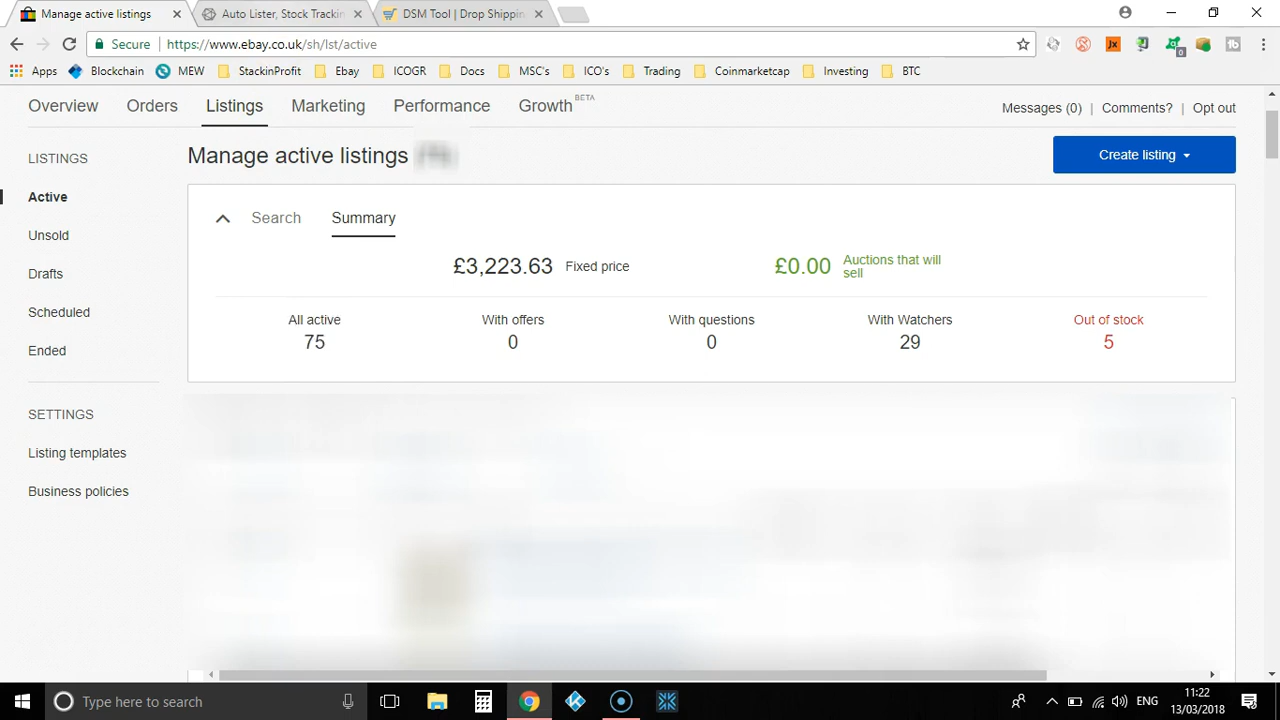 Manage active listings
Auto Lister, Stock Trackin
DSM Tool | Drop Shippin
Secure
https://www.ebay.co.uk/sh/lst/active
Jx
0
Apps
Blockchain
MEW
StackinProfit
Ebay
ICOGR
Docs
MSC's
ICO's
Trading
Coinmarketcap
Investing
BTC
Overview
Orders
Listings
Marketing
Performance
Growth BETA
Messages (0) | Comments? | Opt out
LISTINGS
Active
Unsold
Drafts
Scheduled
Ended
SETTINGS
Listing templates
Business policies
Manage active listings
Create listing
Search
Summary
£3,223.63 Fixed price
£0.00 Auctions that will
sell
All active
75
With offers
0
With questions
0
With Watchers
29
Out of stock
5
Type here to search
ENG
11:22
13/03/2018